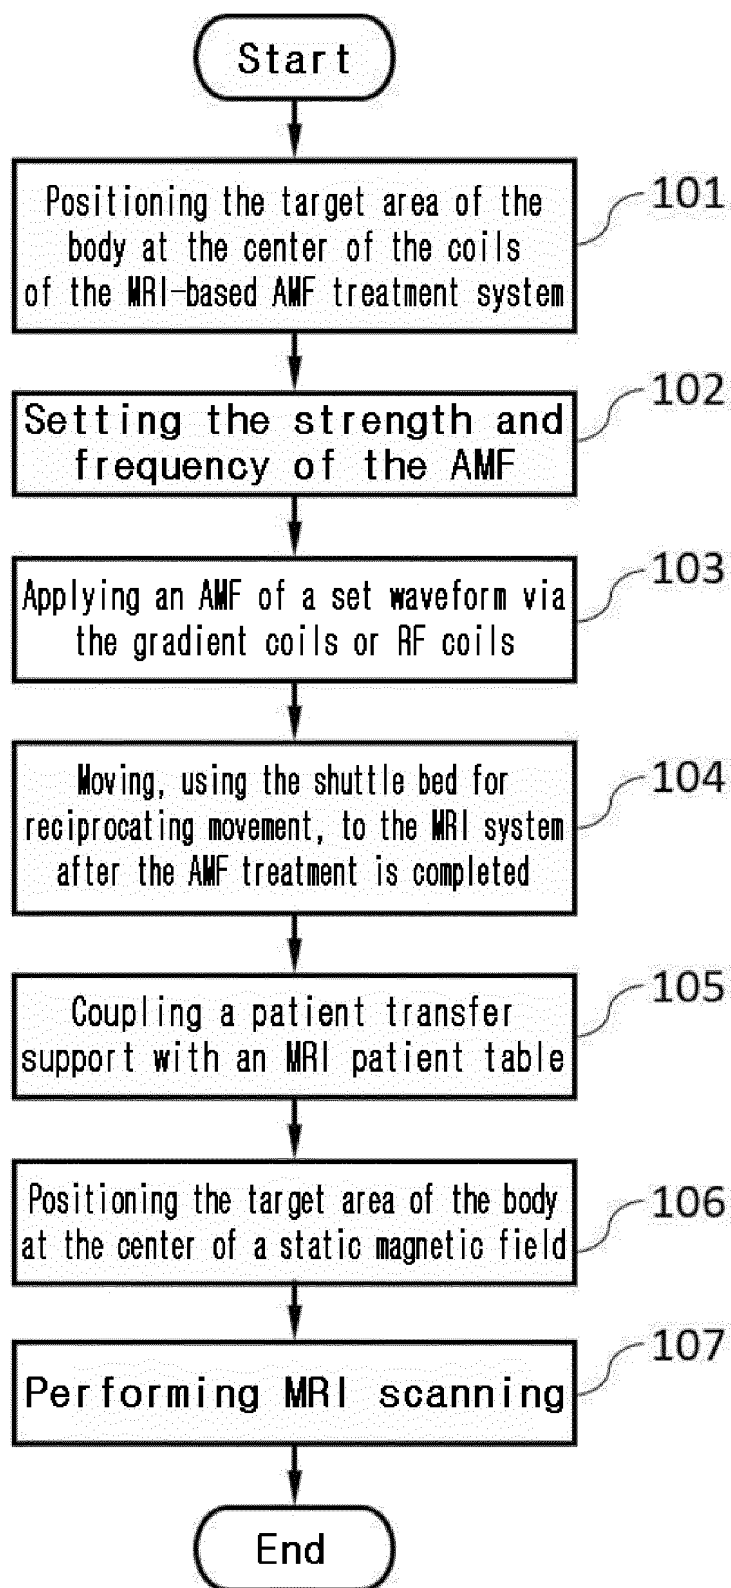 Start
Positioning the target area of the
body at the center of the coils
of the MRI-based AMF treatment system
101
Setting the strength and
frequency of the AMF
102
Applying an AMF of a set waveform via
the gradient coils or RF coils
103
Moving, using the shuttle bed for
reciprocating movement, to the MRI system
after the AMF treatment is completed
104
Coupling a patient transfer
support with an MRI patient table
105
Positioning the target area of the body
at the center of a static magnetic field
106
Performing MRI scanning
107
End